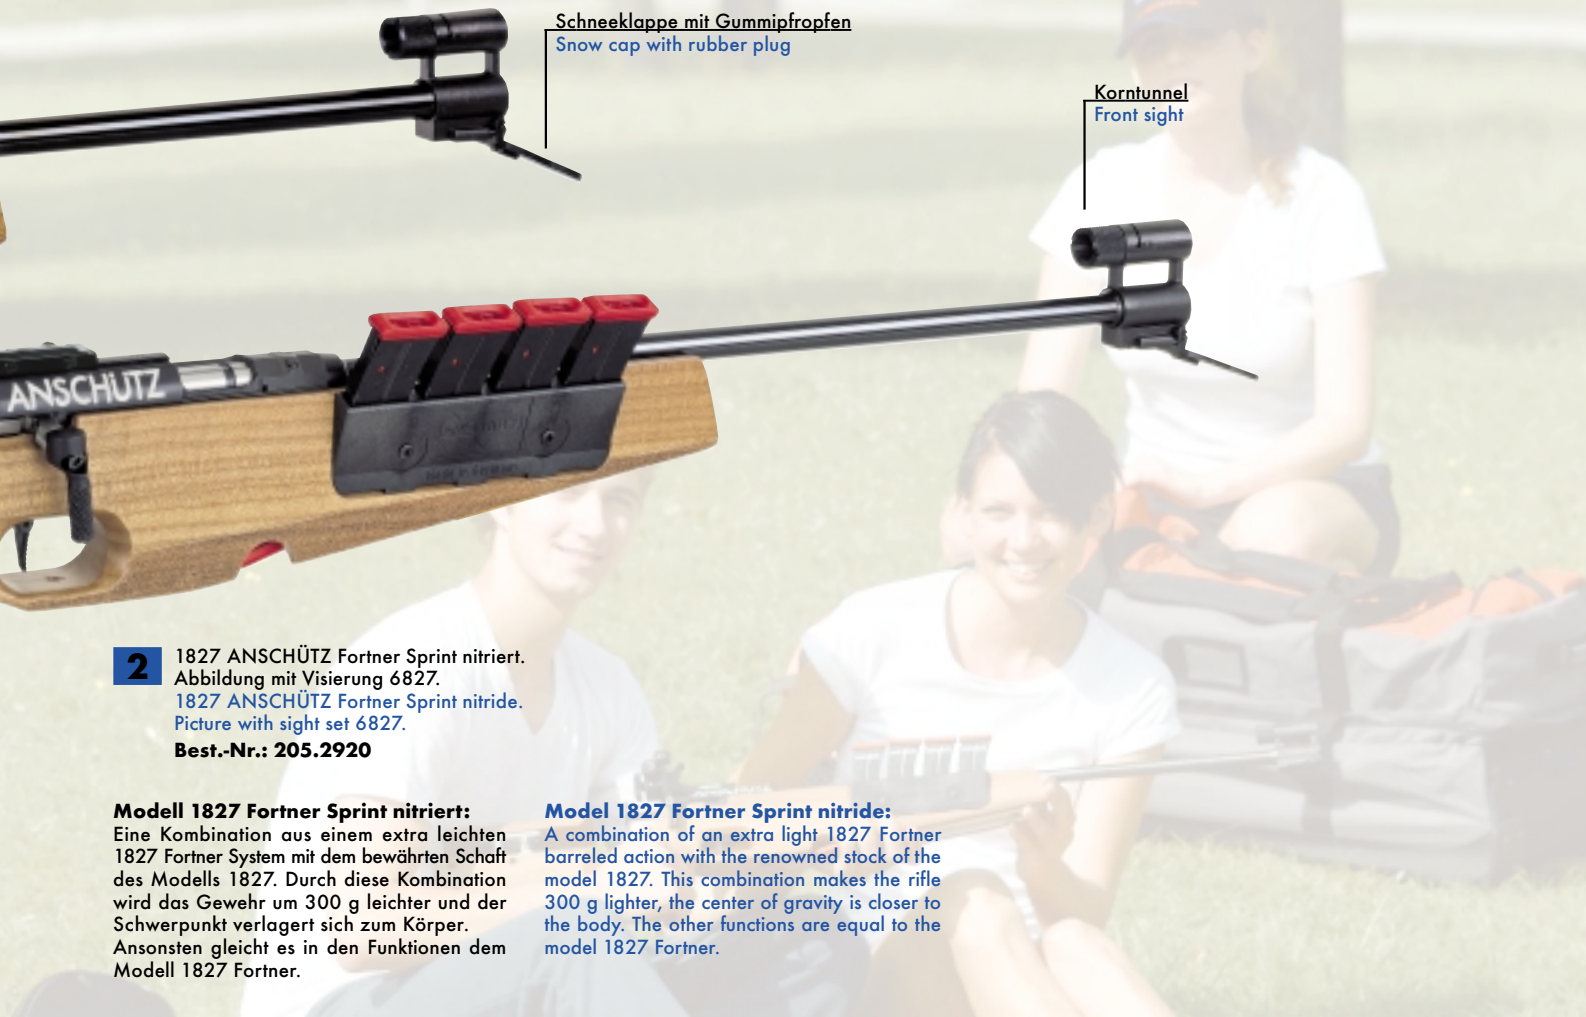 Schneeklappe mit Gummipfropfen
Snow cap with rubber plug
Korntunnel
Front sight
ANSCHÜTZ
2
1827 ANSCHÜTZ Fortner Sprint nitriert.
Abbildung mit Visierung 6827.
1827 ANSCHÜTZ Fortner Sprint nitride.
Picture with sight set 6827.
Best.-Nr.: 205.2920
Modell 1827 Fortner Sprint nitriert:
Eine Kombination aus einem extra leichten
1827 Fortner System mit dem bewährten Schaft
des Modells 1827. Durch diese Kombination
wird das Gewehr um 300 g leichter und der
Schwerpunkt verlagert sich zum Körper.
Ansonsten gleicht es in den Funktionen dem
Modell 1827 Fortner.
Model 1827 Fortner Sprint nitride:
A combination of an extra light 1827 Fortner
barreled action with the renowned stock of the
model 1827. This combination makes the rifle
300 g lighter, the center of gravity is closer to
the body. The other functions are equal to the
model 1827 Fortner.